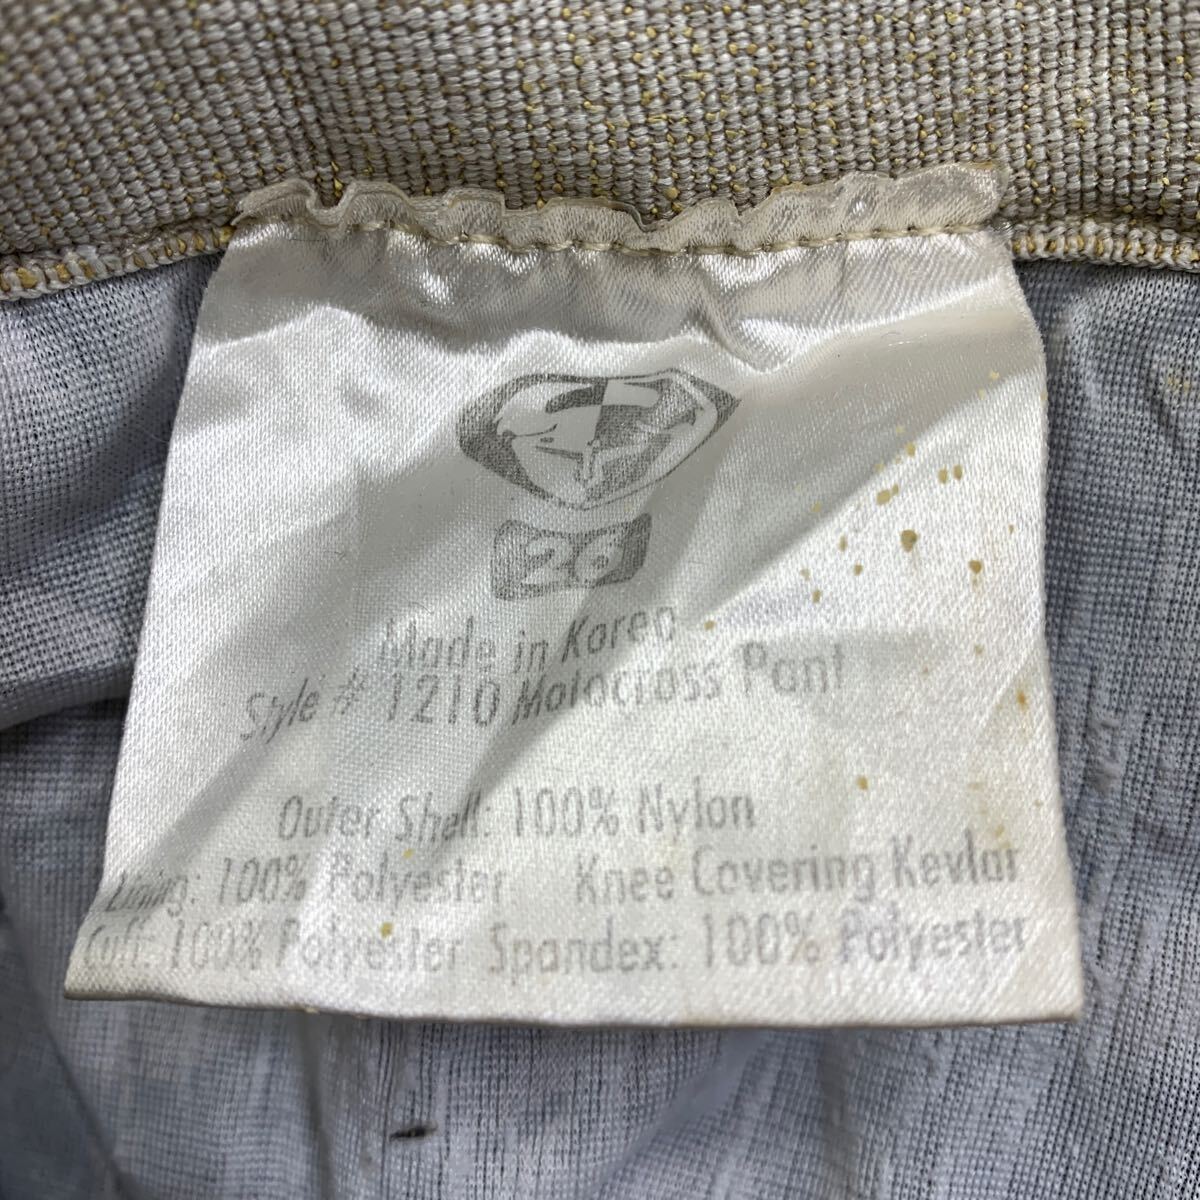 26
Made in Korea
Style # 1210 Motocross Pant
Outer Shell: 100% Nylon
Lining: 100% Polyester Knee Covering Kevlar
Cuff: 100% Polyester Spandex: 100% Polyester